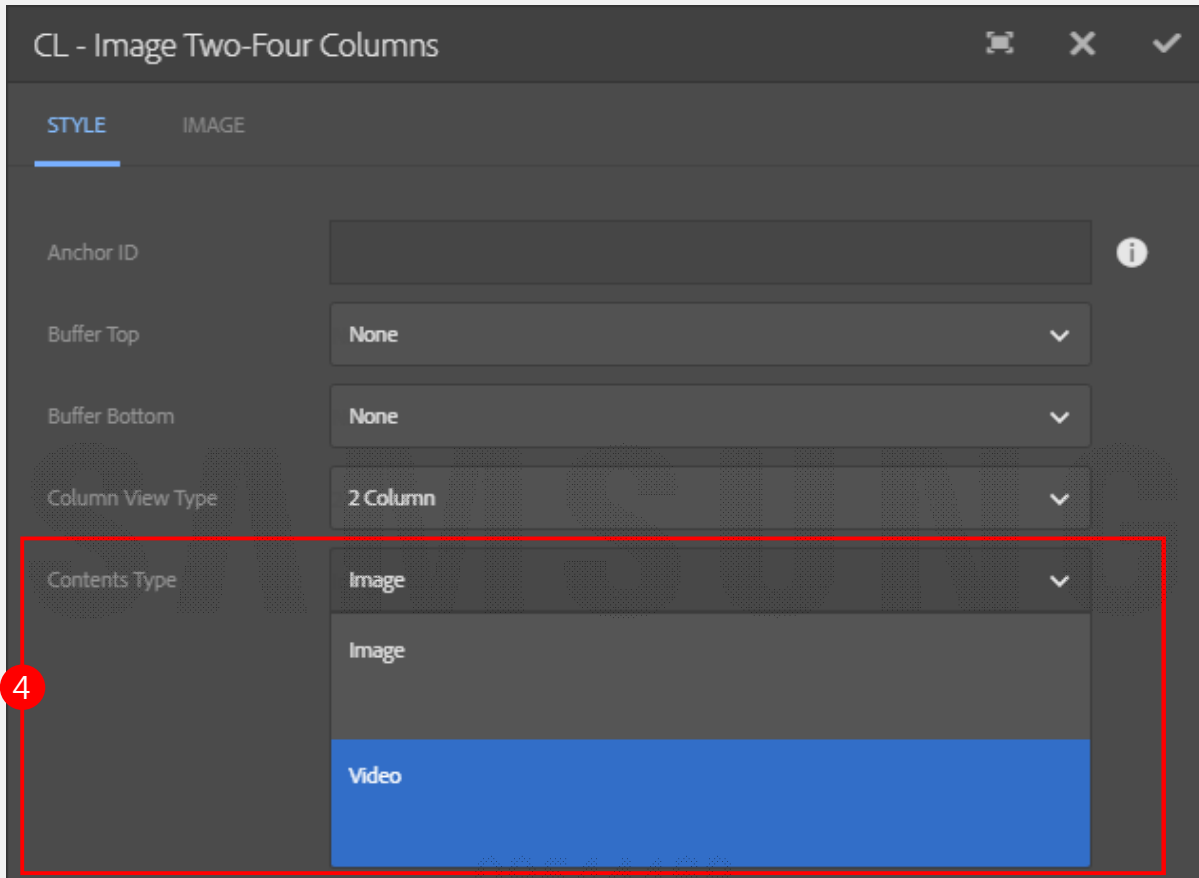 CL - Image Two-Four Columns
STYLE IMAGE
Anchor ID
Buffer Top None
Buffer Bottom None
Column View Type 2 Column
SAMSUNG
Contents Type Image
Image
4
Video